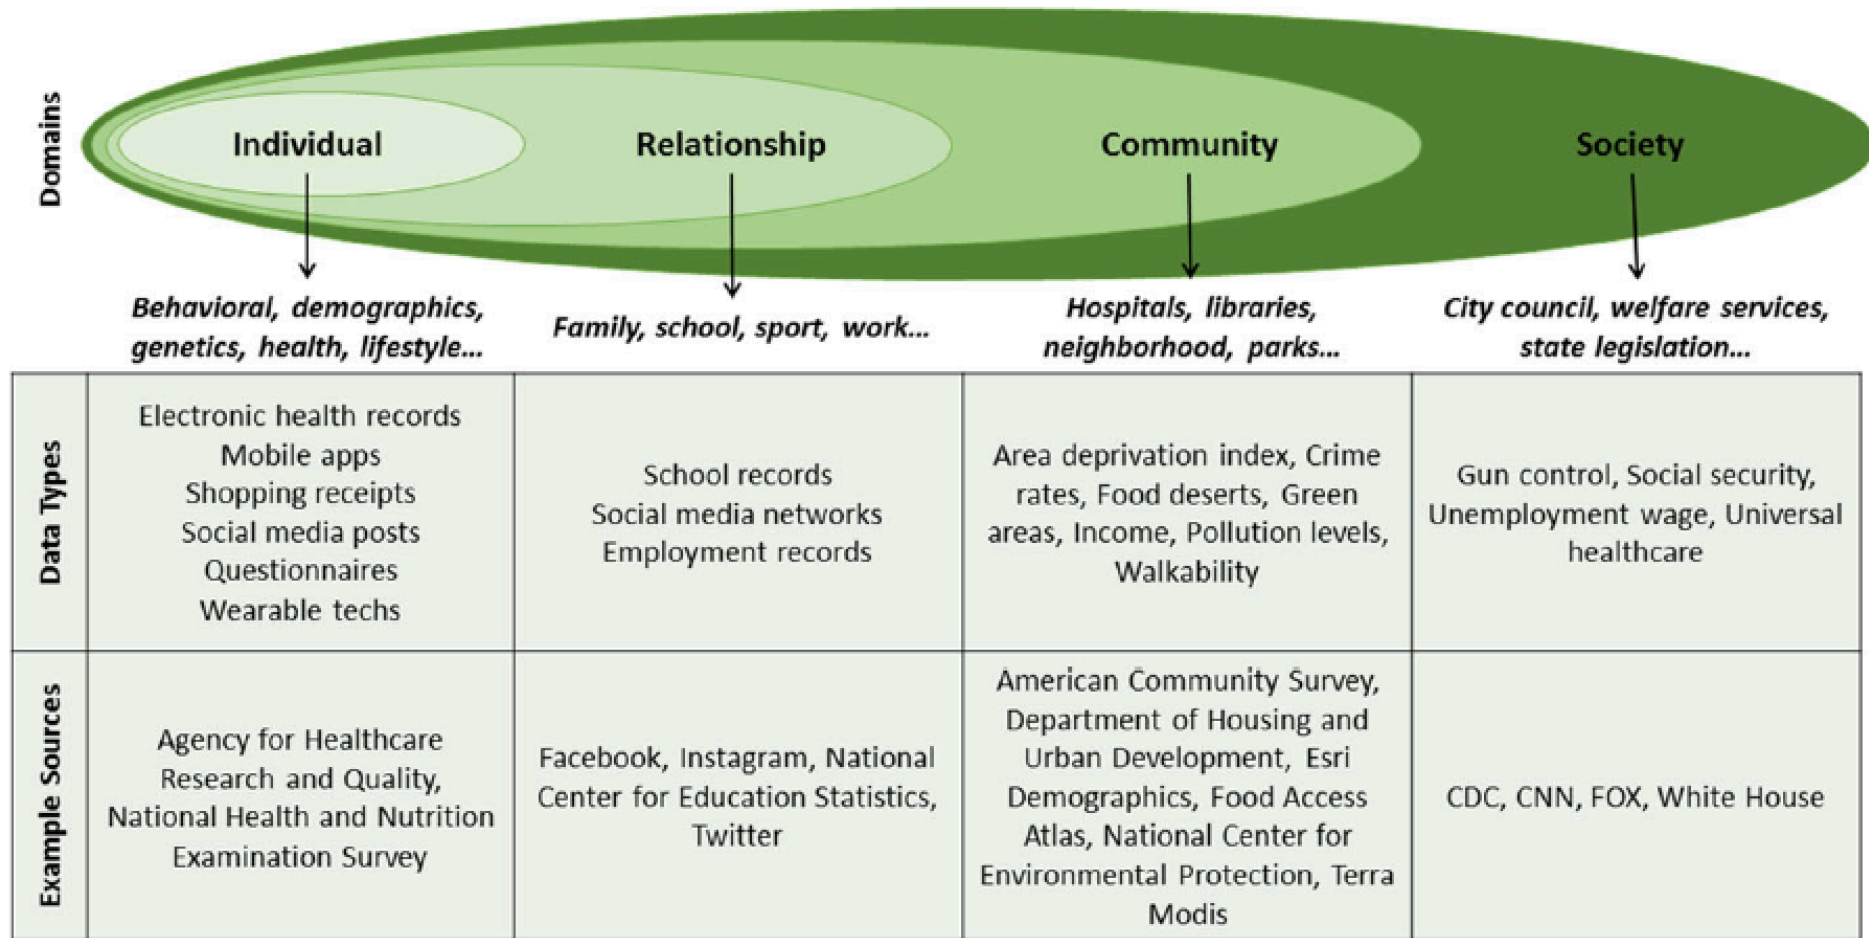 Domains
Individual
Relationship
Community
Society
Behavioral, demographics,
genetics, health, lifestyle...
Family, school, sport, work...
Hospitals, libraries,
neighborhood, parks...
City council, welfare services,
state legislation...
Data Types
Electronic health records
Mobile apps
Shopping receipts
Social media posts
Questionnaires
Wearable techs
School records
Social media networks
Employment records
Area deprivation index, Crime
rates, Food deserts, Green
areas, Income, Pollution levels,
Walkability
Gun control, Social security,
Unemployment wage, Universal
healthcare
Example Sources
Agency for Healthcare
Research and Quality,
National Health and Nutrition
Examination Survey
Facebook, Instagram, National
Center for Education Statistics,
Twitter
American Community Survey,
Department of Housing and
Urban Development, Esri
Demographics, Food Access
Atlas, National Center for
Environmental Protection, Terra
Modis
CDC, CNN, FOX, White House